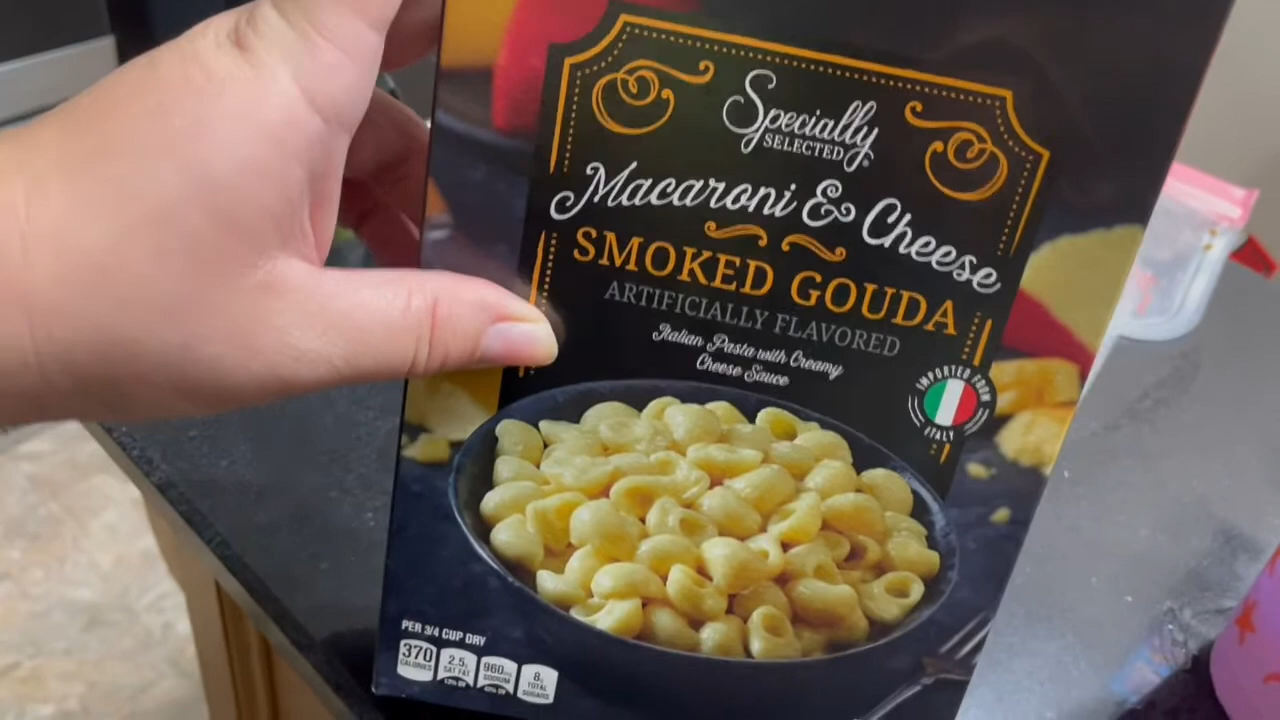 Specially
SELECTED
Macaroni & Cheese
SMOKED GOUDA
ARTIFICIALLY FLAVORED
Italian Pasta with Creamy
Cheese Sauce
IMPORTED FROM
ITALY
PER 3/4 CUP DRY
370 2.5g 960mg 8g
CALORIES SAT FAT SODIUM TOTAL
SUGARS